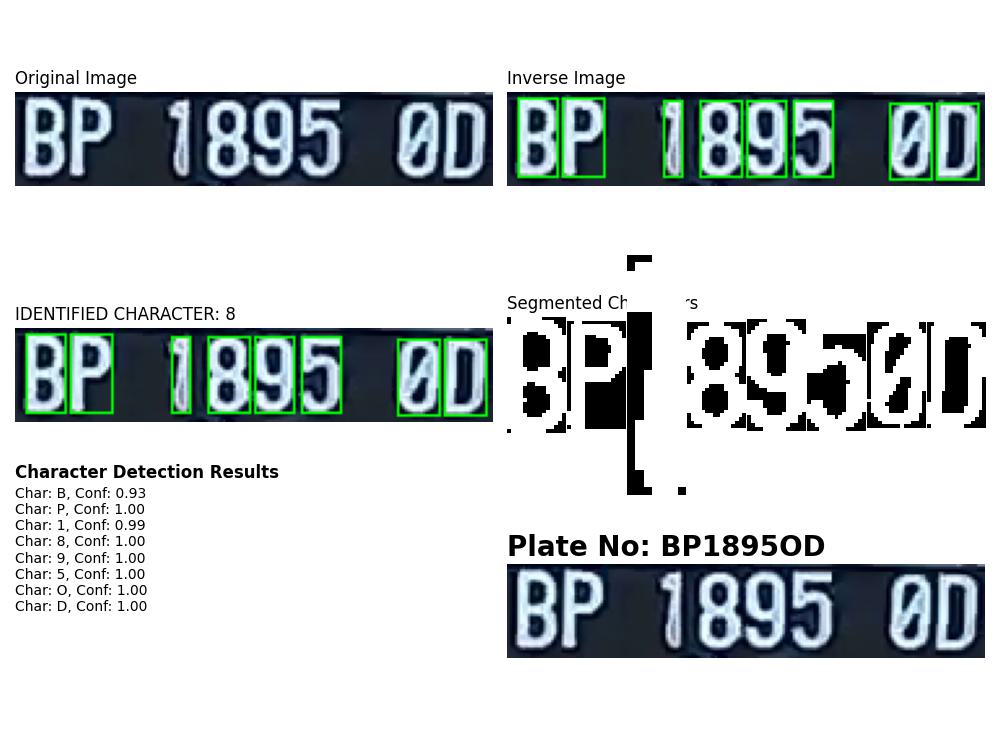 Original Image
BP 1895 0D
Inverse Image
BP 1895 0D
IDENTIFIED CHARACTER: 8
BP 1895 0D
Segmented Ch rs
BP 8950D
Character Detection Results
Char: B, Conf: 0.93
Char: P, Conf: 1.00
Char: 1, Conf: 0.99
Char: 8, Conf: 1.00
Char: 9, Conf: 1.00
Char: 5, Conf: 1.00
Char: O, Conf: 1.00
Char: D, Conf: 1.00
Plate No: BP1895OD
BP 1895 0D